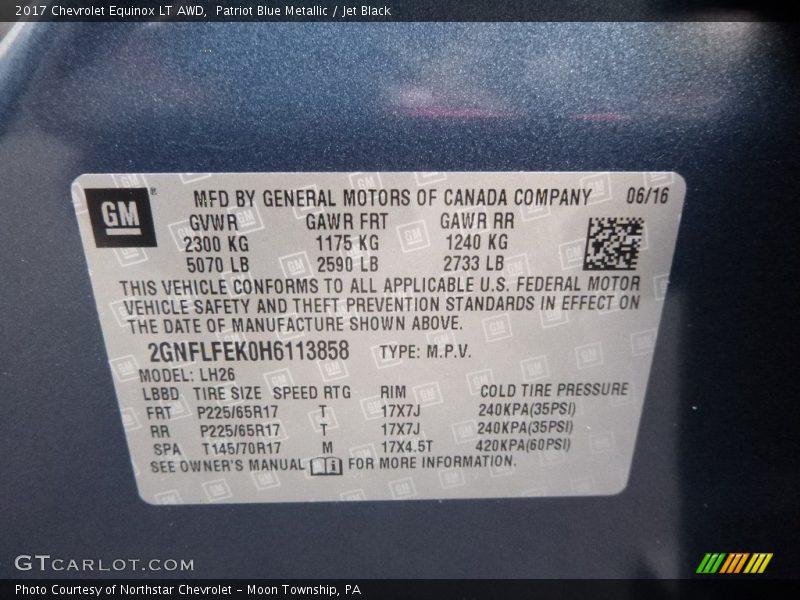 2017 Chevrolet Equinox LT AWD, Patriot Blue Metallic / Jet Black
GM®
MFD BY GENERAL MOTORS OF CANADA COMPANY 06/16
GVWR GAWR FRT GAWR RR
2300 KG 1175 KG 1240 KG
5070 LB 2590 LB 2733 LB
THIS VEHICLE CONFORMS TO ALL APPLICABLE U.S. FEDERAL MOTOR
VEHICLE SAFETY AND THEFT PREVENTION STANDARDS IN EFFECT ON
THE DATE OF MANUFACTURE SHOWN ABOVE.
2GNFLFEK0H6113858 TYPE: M.P.V.
MODEL: LH26
LBBD TIRE SIZE SPEED RTG RIM COLD TIRE PRESSURE
FRT P225/65R17 T 17X7J 240KPA(35PSI)
RR P225/65R17 T 17X7J 240KPA(35PSI)
SPA T145/70R17 M 17X4.5T 420KPA(60PSI)
SEE OWNER'S MANUAL FOR MORE INFORMATION.
GTCARLOT.COM
Photo Courtesy of Northstar Chevrolet - Moon Township, PA